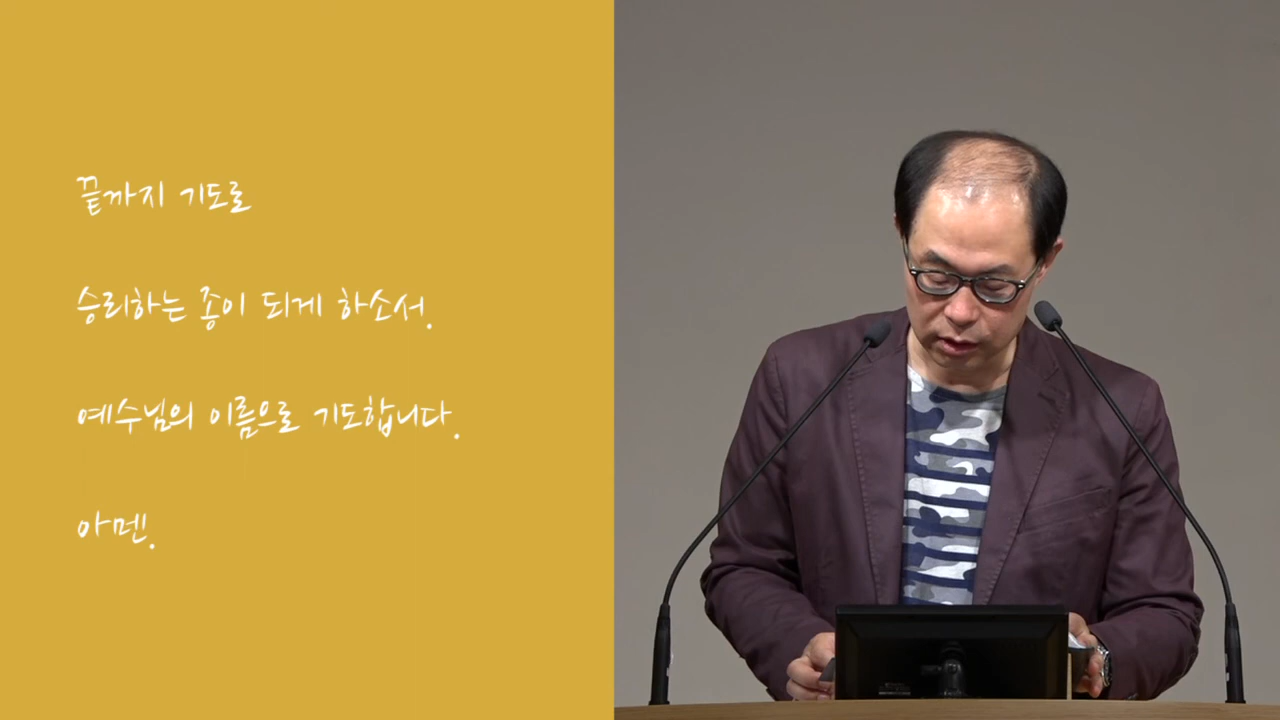 끝까지 기도로
승리하는 종이 되게 하소서.
예수님의 이름으로 기도합니다.
아멘.